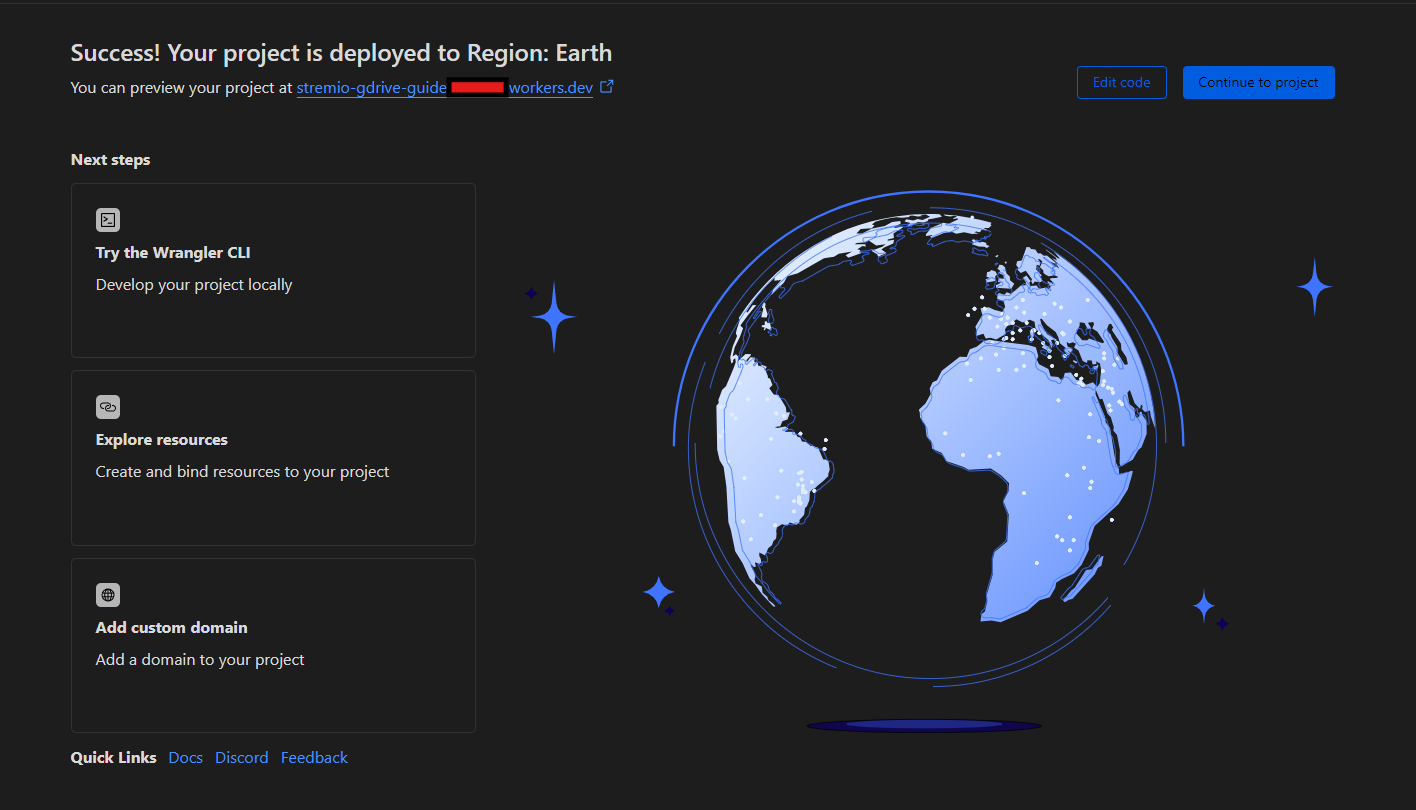 Success! Your project is deployed to Region: Earth
You can preview your project at stremio-gdrive-guide workers.dev
Edit code
Continue to project
Next steps
Try the Wrangler CLI
Develop your project locally
Explore resources
Create and bind resources to your project
Add custom domain
Add a domain to your project
Quick Links Docs Discord Feedback